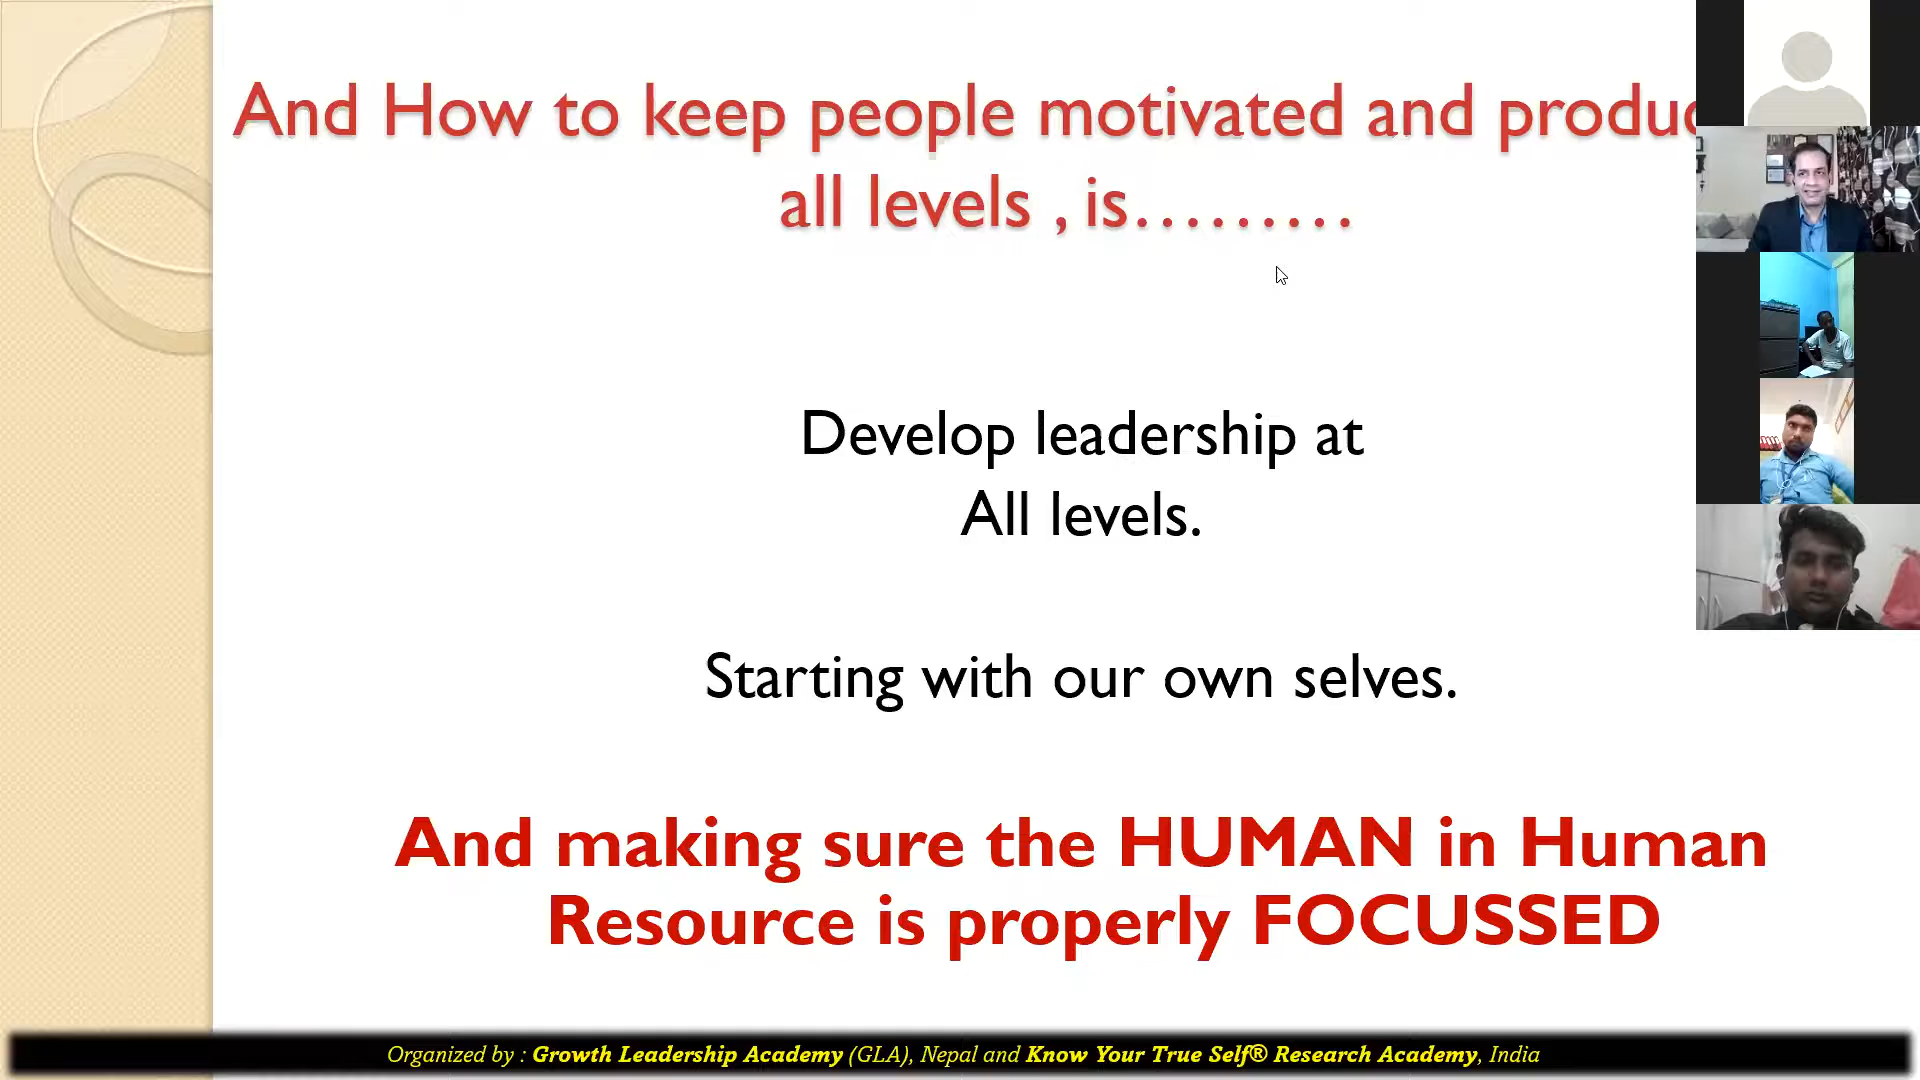 And How to keep people motivated and
all levels , is.........
Develop leadership at
All levels.
Starting with our own selves.
And making sure the HUMAN in Human
Resource is properly FOCUSSED
Organized by : Growth Leadership Academy (GLA), Nepal and Know Your True Self® Research Academy, India